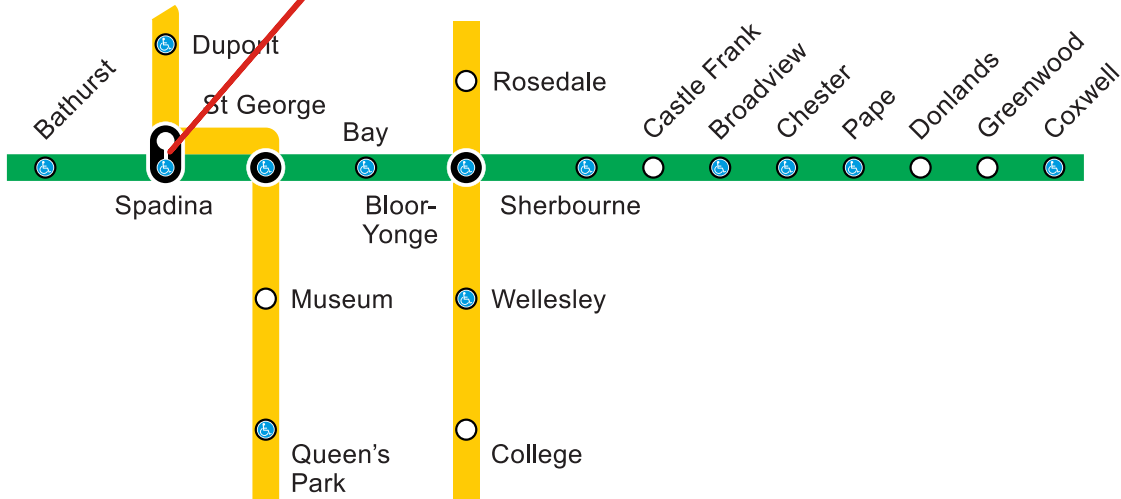 Dupont
Rosedale
Castle Frank
Broadview
Chester
Pape
Donlands
Greenwood
Coxwell
Bathurst
St George
Bay
Spadina
Bloor-
Yonge
Sherbourne
Museum
Wellesley
Queen's
Park
College